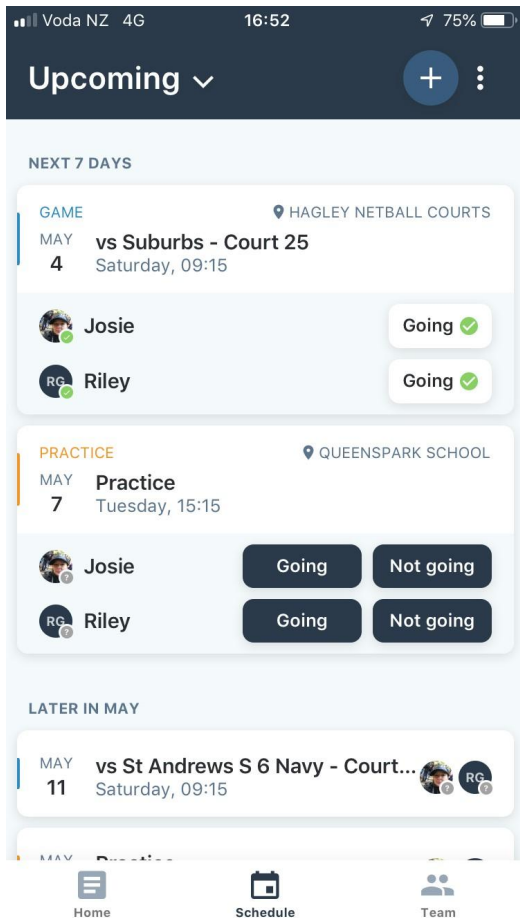 Voda NZ 4G 16:52 75%
Upcoming
NEXT 7 DAYS
GAME HAGLEY NETBALL COURTS
MAY 4 vs Suburbs - Court 25
Saturday, 09:15
Josie Going
RG Riley Going
PRACTICE QUEENSPARK SCHOOL
MAY 7 Practice
Tuesday, 15:15
Josie Going Not going
RG Riley Going Not going
LATER IN MAY
MAY 11 vs St Andrews S 6 Navy - Court... RG
Saturday, 09:15
MAY Practice
Home Schedule Team